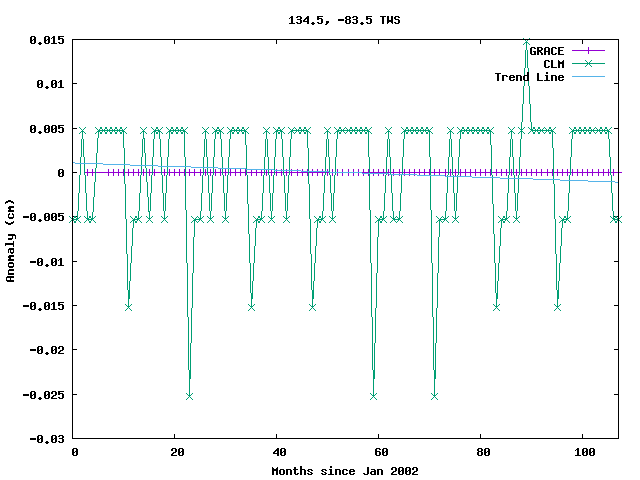 134.5, -83.5 TWS
GRACE
CLM
Trend Line
0.015
0.01
0.005
0
-0.005
-0.01
-0.015
-0.02
-0.025
-0.03
Anomaly (cm)
0 20 40 60 80 100
Months since Jan 2002